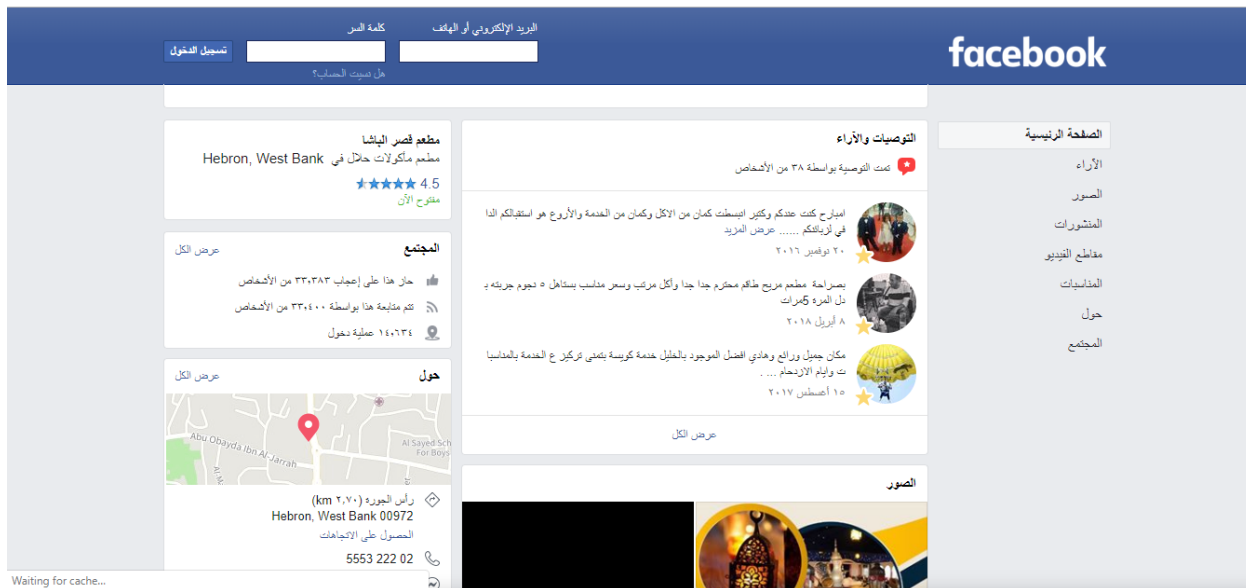 facebook
البريد الإلكتروني أو الهاتف
كلمة السر
تسجيل الدخول
هل نسيت الحساب؟
الصفحة الرئيسية
الآراء
الصور
المنشورات
مقاطع الفيديو
المناسبات
حول
المجتمع
التوصيات والآراء
تمت التوصية بواسطة ٣٨ من الأشخاص
امبارح كنت عندكم وكتير انبسطت كمان من الاكل وكمان من الخدمة والأروع هو استقبالكم الدا
في لزبائنكم ...... عرض المزيد
٢٠ نوفمبر ٢٠١٦
بصراحة مطعم مريح طاقم محترم جدا جدا وأكل مرتب وسعر مناسب بستاهل ٥ نجوم جربته ب
دل المره 5مرات
٨ أبريل ٢٠١٨
مكان جميل ورائع وهادي افضل الموجود بالخليل خدمة كويسة بتمنى تركيز ع الخدمة بالمناسبا
ت وايام الازدحام ... .
١٥ أغسطس ٢٠١٧
عرض الكل
الصور
مطعم قصر الباشا
مطعم مأكولات حلال في Hebron, West Bank
4.5
مفتوح الآن
المجتمع
عرض الكل
حاز هذا على إعجاب ٣٣،٣٨٣ من الأشخاص
تتم متابعة هذا بواسطة ٣٣،٤٠٠ من الأشخاص
١٤،٦٣٤ عملية دخول
حول
عرض الكل
Abu Obayda Ibn Al-Jarrah
Al Sayed Sch
For Boys
رأس الجوره (٢,٧٠ km)
Hebron, West Bank 00972
الحصول على الاتجاهات
02 222 5553
Waiting for cache...